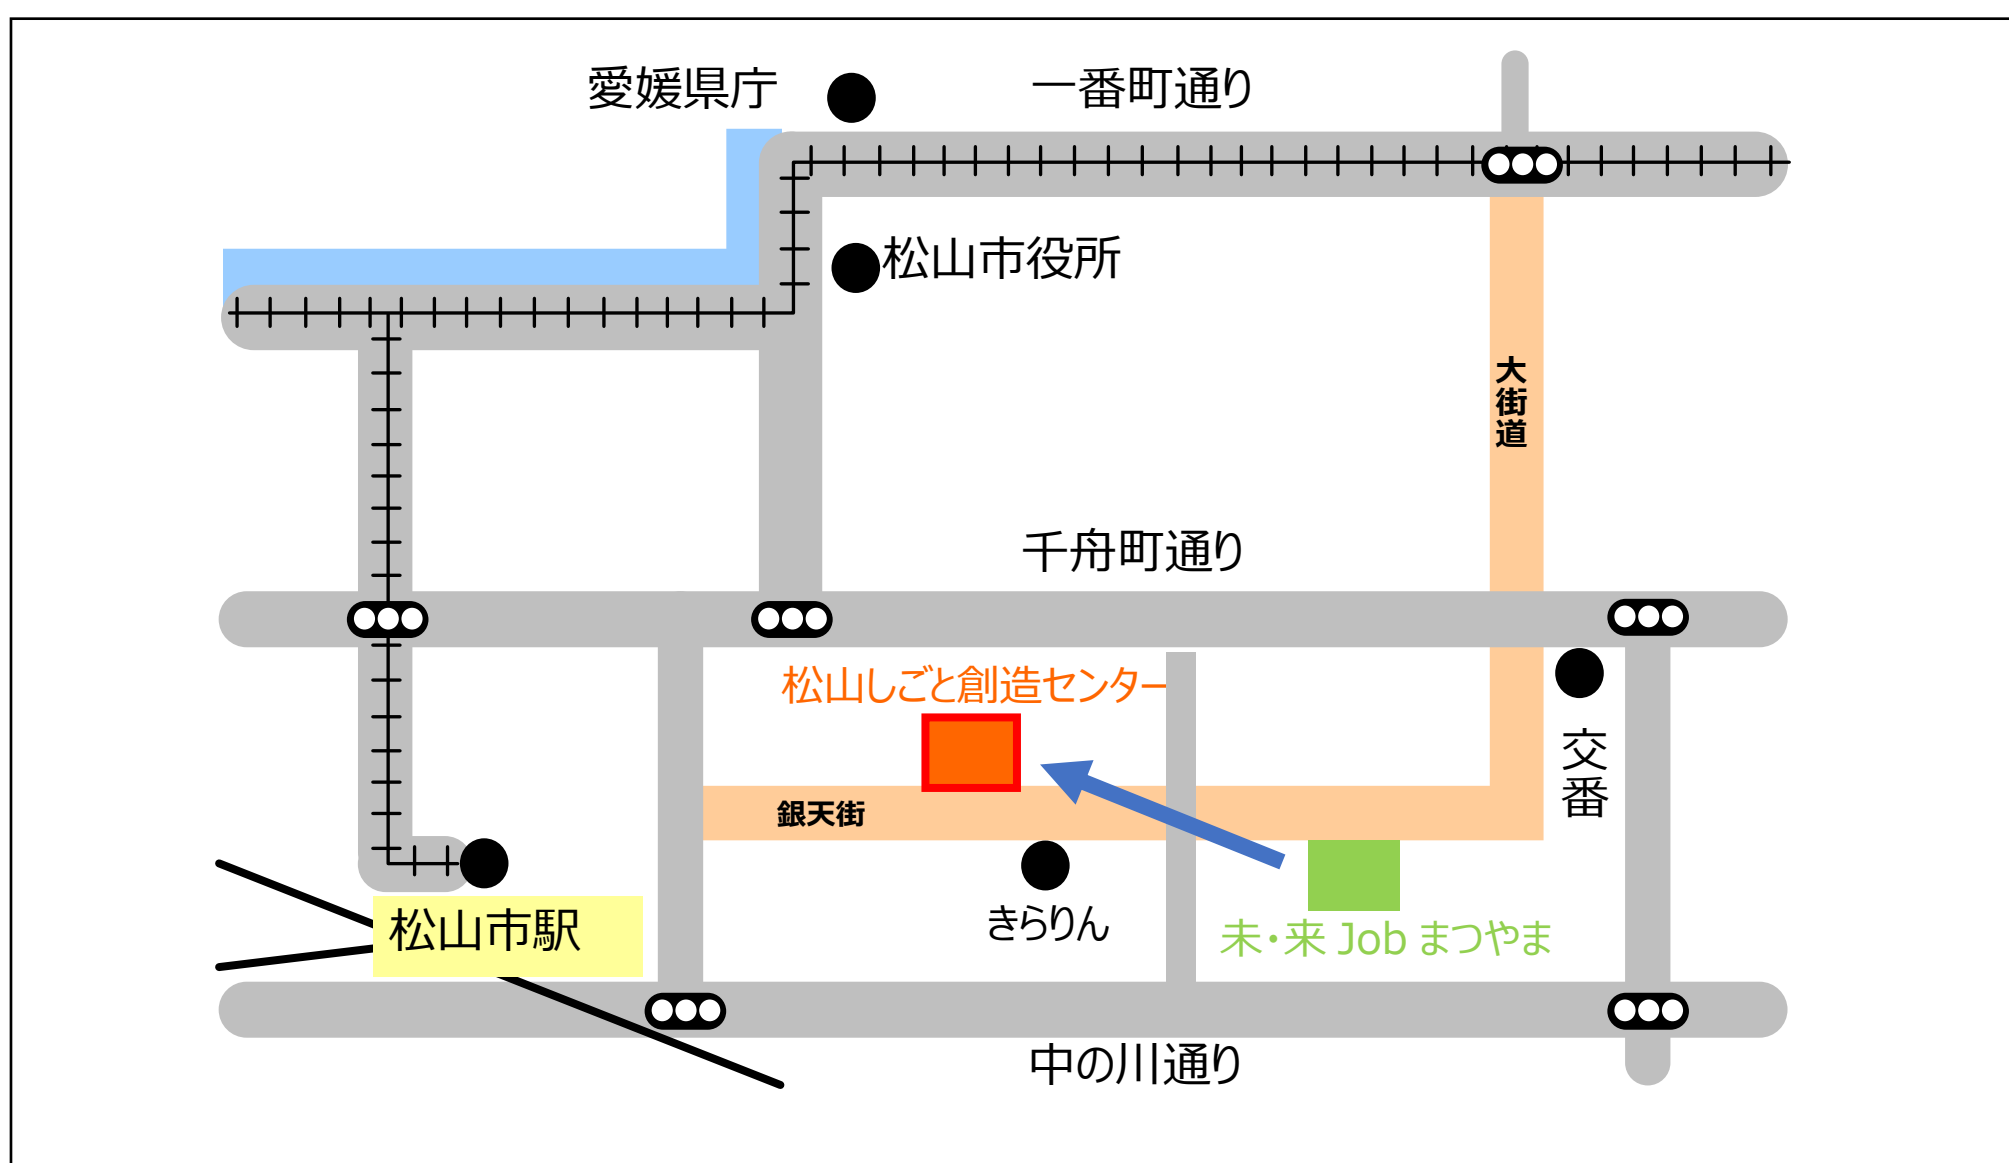 愛媛県庁
一番町通り
松山市役所
大街道
千舟町通り
松山しごと創造センター
交番
銀天街
きらりん
松山市駅
未・来 Job まつやま
中の川通り